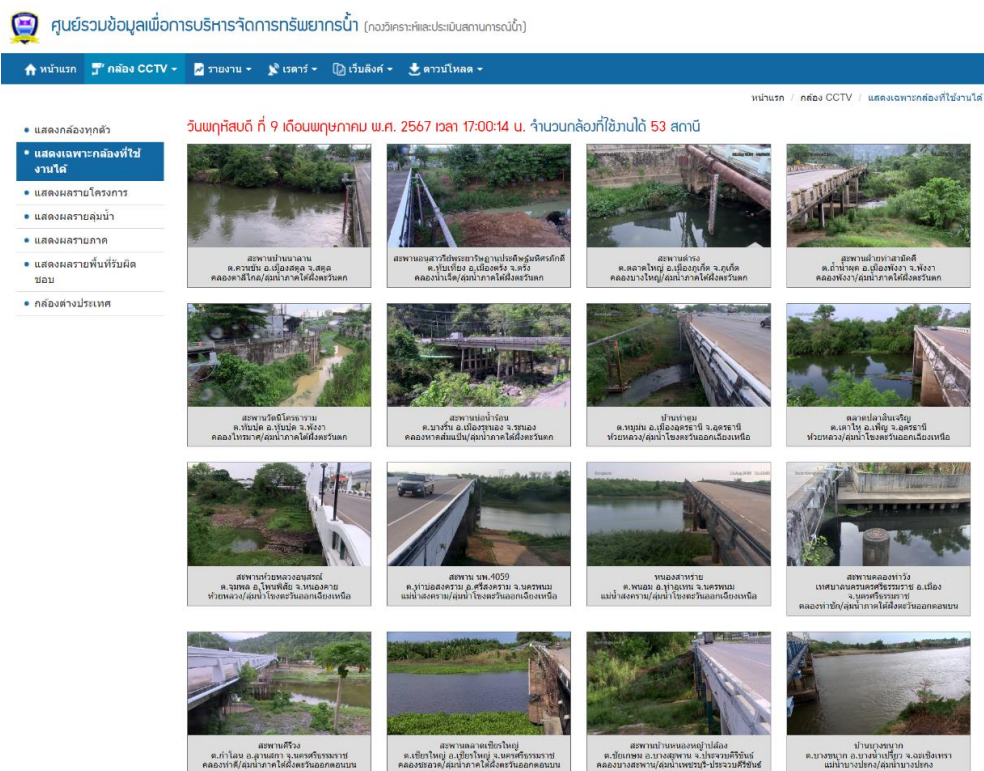 ศูนย์รวมข้อมูลเพื่อการบริหารจัดการทรัพยากรน้ำ (กองวิเคราะห์และประเมินสถานการณ์น้ำ)
หน้าแรก กล้อง CCTV รายงาน เรดาร์ เว็บลิงค์ ดาวน์โหลด
หน้าแรก / กล้อง CCTV / แสดงเฉพาะกล้องที่ใช้งานได้
แสดงกล้องทุกตัว
แสดงเฉพาะกล้องที่ใช้
งานได้
แสดงผลรายโครงการ
แสดงผลรายลุ่มน้ำ
แสดงผลรายภาค
แสดงผลรายพื้นที่รับผิด
ชอบ
กล้องต่างประเทศ
วันพฤหัสบดี ที่ 9 เดือนพฤษภาคม พ.ศ. 2567 เวลา 17:00:14 น. จำนวนกล้องที่ใช้งานได้ 53 สถานี
สะพานบ้านนาลาน
ต.ควนขัน อ.เมืองสตูล จ.สตูล
คลองตาลีไกล/ลุ่มน้ำภาคใต้ฝั่งตะวันตก
สะพานอนุสาวรีย์พระยารัษฎานุประดิษฐ์มหิศรภักดี
ต.ทับเที่ยง อ.เมืองตรัง จ.ตรัง
คลองน้ำเจ็ด/ลุ่มน้ำภาคใต้ฝั่งตะวันตก
สะพานดำรง
ต.ตลาดใหญ่ อ.เมืองภูเก็ต จ.ภูเก็ต
คลองบางใหญ่/ลุ่มน้ำภาคใต้ฝั่งตะวันตก
สะพานฝ่ายท่าสามัคคี
ต.ถ้ำน้ำผุด อ.เมืองพังงา จ.พังงา
คลองพังงา/ลุ่มน้ำภาคใต้ฝั่งตะวันตก
สะพานวัดนิโครธาราม
ต.ทับปุด อ.ทับปุด จ.พังงา
คลองไทรมาศ/ลุ่มน้ำภาคใต้ฝั่งตะวันตก
สะพานบ่อน้ำร้อน
ต.บางริ้น อ.เมืองระนอง จ.ระนอง
คลองหาดส้มแป้น/ลุ่มน้ำภาคใต้ฝั่งตะวันตก
บ้านท่าตูม
ต.หมูม่น อ.เมืองอุดรธานี จ.อุดรธานี
ห้วยหลวง/ลุ่มน้ำโขงตะวันออกเฉียงเหนือ
ตลาดปลาสินเจริญ
ต.เตาไห อ.เพ็ญ จ.อุดรธานี
ห้วยหลวง/ลุ่มน้ำโขงตะวันออกเฉียงเหนือ
สะพานห้วยหลวงอนุสรณ์
ต.จุมพล อ.โพนพิสัย จ.หนองคาย
ห้วยหลวง/ลุ่มน้ำโขงตะวันออกเฉียงเหนือ
สะพาน นพ.4059
ต.ท่าบ่อสงคราม อ.ศรีสงคราม จ.นครพนม
แม่น้ำสงคราม/ลุ่มน้ำโขงตะวันออกเฉียงเหนือ
หนองสาหร่าย
ต.พนอม อ.ท่าอุเทน จ.นครพนม
แม่น้ำสงคราม/ลุ่มน้ำโขงตะวันออกเฉียงเหนือ
สะพานคลองท่าวัง
เทศบาลนครนครศรีธรรมราช อ.เมือง
จ.นครศรีธรรมราช
คลองท่าซัก/ลุ่มน้ำภาคใต้ฝั่งตะวันออกตอนบน
สะพานคีรีวง
ต.กำโลน อ.ลานสกา จ.นครศรีธรรมราช
คลองท่าดี/ลุ่มน้ำภาคใต้ฝั่งตะวันออกตอนบน
สะพานตลาดเชียรใหญ่
ต.เชียรใหญ่ อ.เชียรใหญ่ จ.นครศรีธรรมราช
คลองชะอวด/ลุ่มน้ำภาคใต้ฝั่งตะวันออกตอนบน
สะพานบ้านหนองหญ้าปล้อง
ต.ชัยเกษม อ.บางสะพาน จ.ประจวบคีรีขันธ์
คลองบางสะพาน/ลุ่มน้ำเพชรบุรี-ประจวบคีรีขันธ์
บ้านบางขนาก
ต.บางขนาก อ.บางน้ำเปรี้ยว จ.ฉะเชิงเทรา
แม่น้ำบางปะกง/ลุ่มน้ำบางปะกง